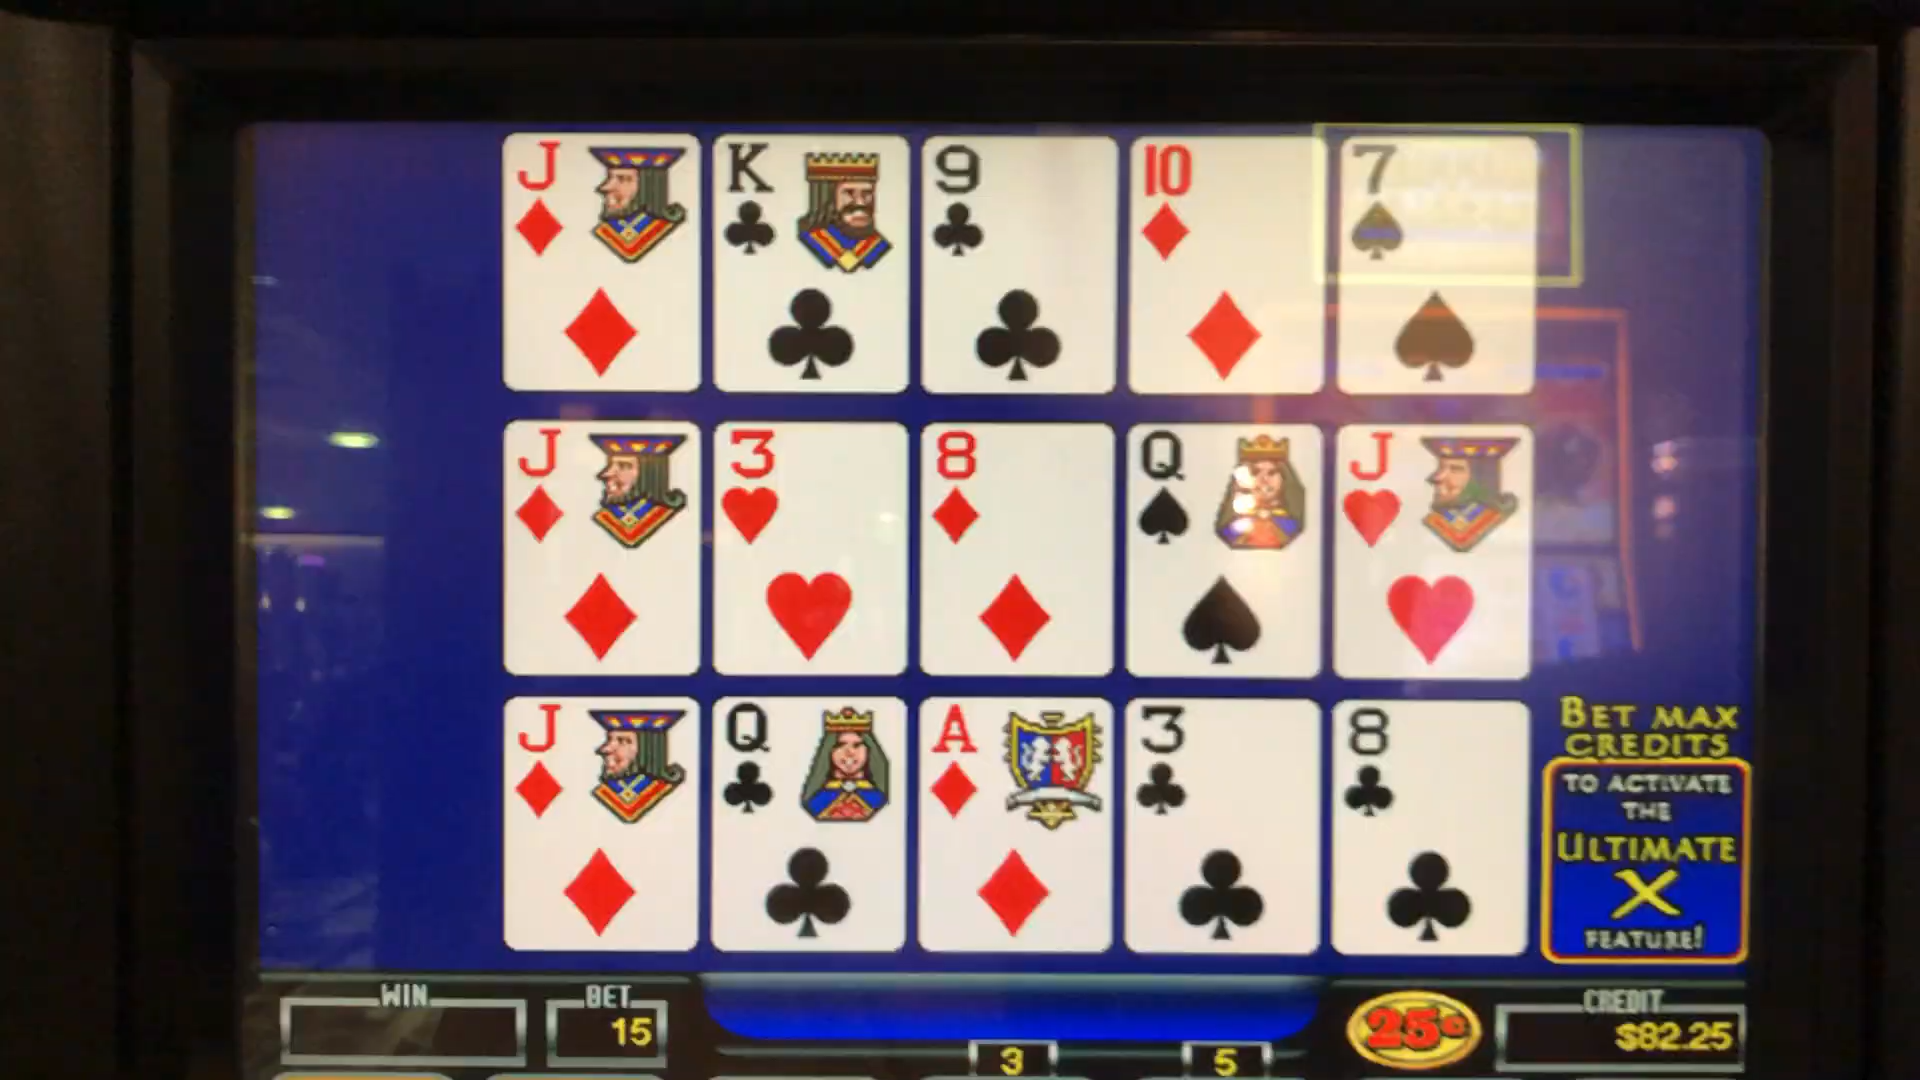 J K 9 10 7
J 3 8 Q J
J Q A 3 8
BET MAX
CREDITS
TO ACTIVATE
THE
ULTIMATE
X
FEATURE!
WIN
BET
15
3
5
25¢
CREDIT
$82.25